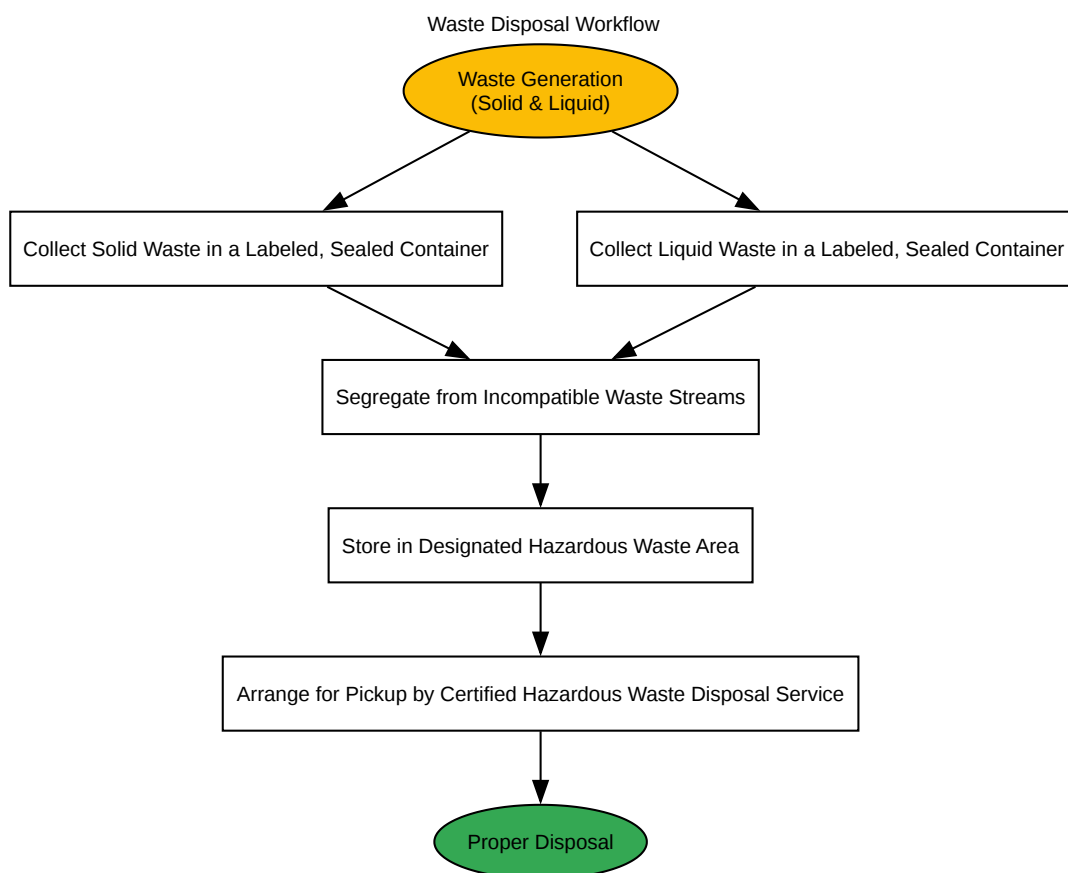 Waste Disposal Workflow
Waste Generation
(Solid & Liquid)
Collect Solid Waste in a Labeled, Sealed Container
Collect Liquid Waste in a Labeled, Sealed Container
Segregate from Incompatible Waste Streams
Store in Designated Hazardous Waste Area
Arrange for Pickup by Certified Hazardous Waste Disposal Service
Proper Disposal